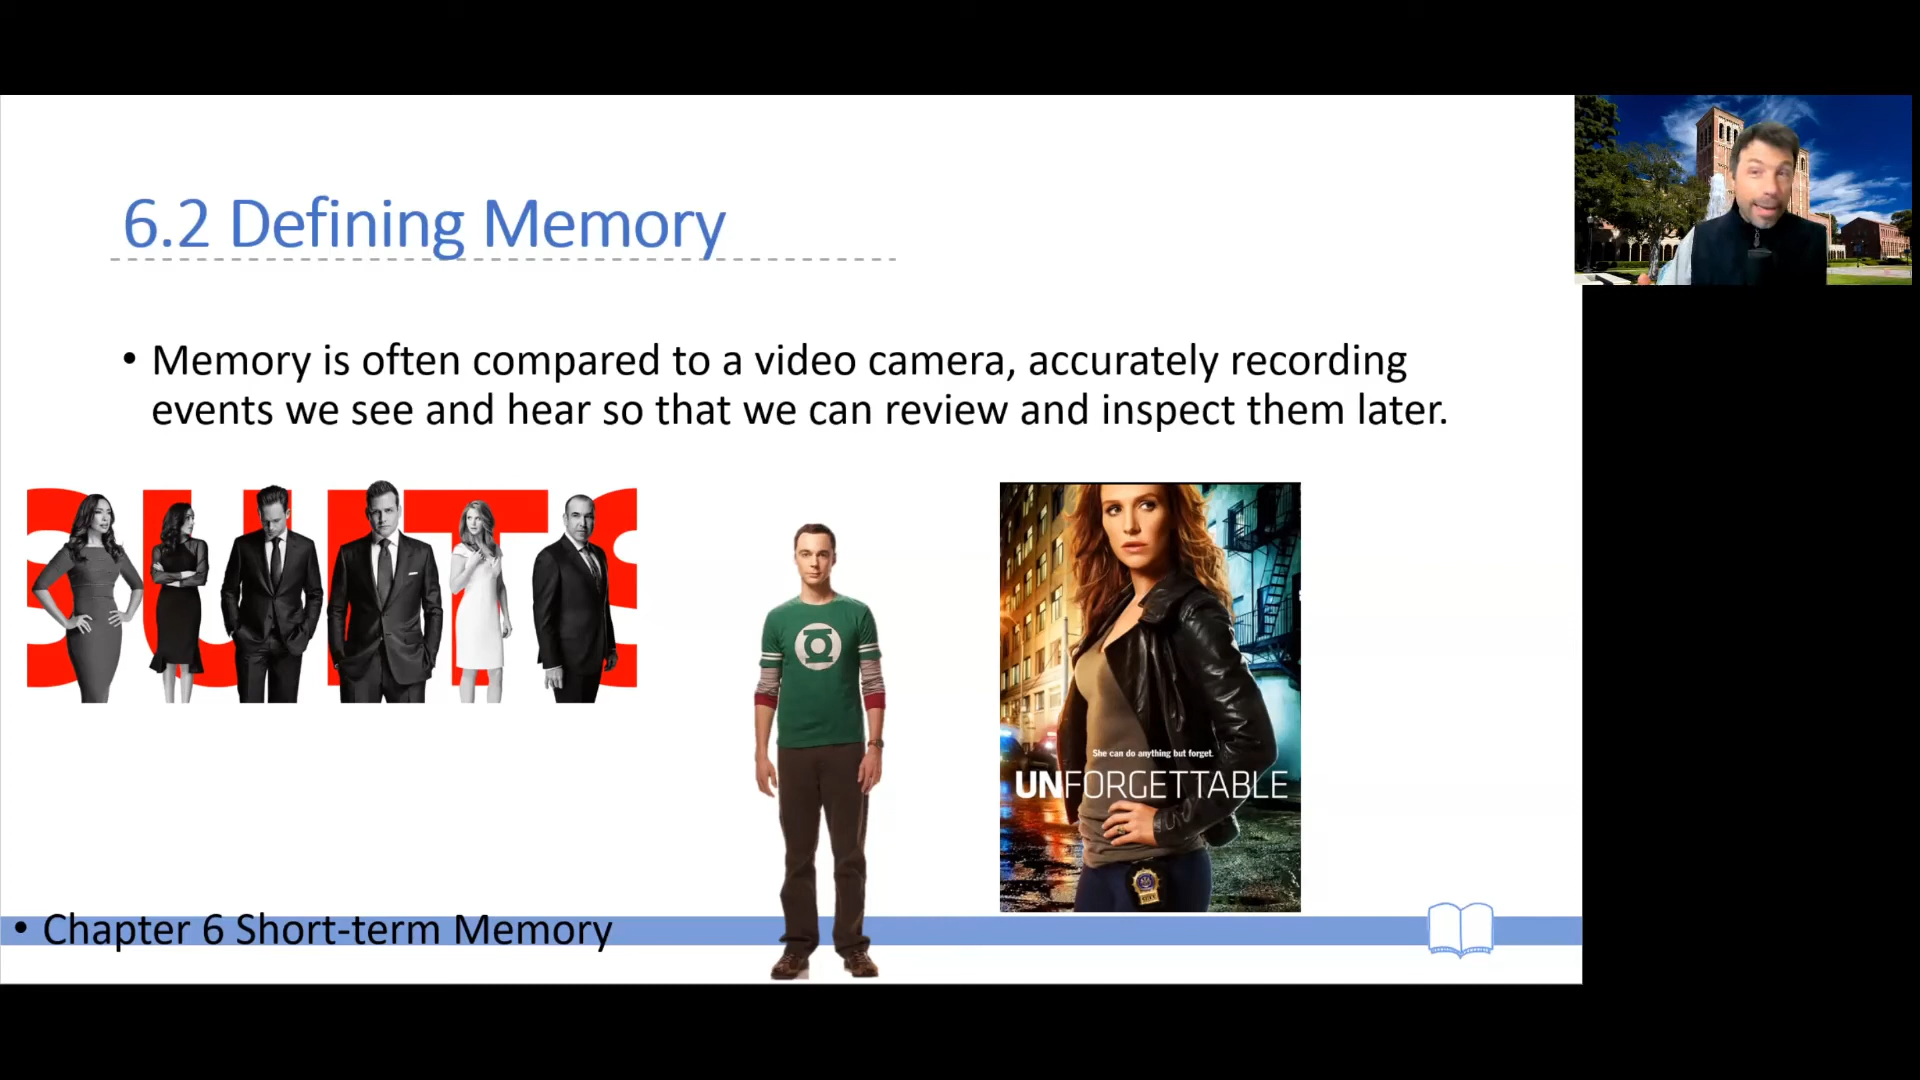 6.2 Defining Memory
• Memory is often compared to a video camera, accurately recording
events we see and hear so that we can review and inspect them later.
SUITS
She can do anything but forget.
UNFORGETTABLE
• Chapter 6 Short-term Memory